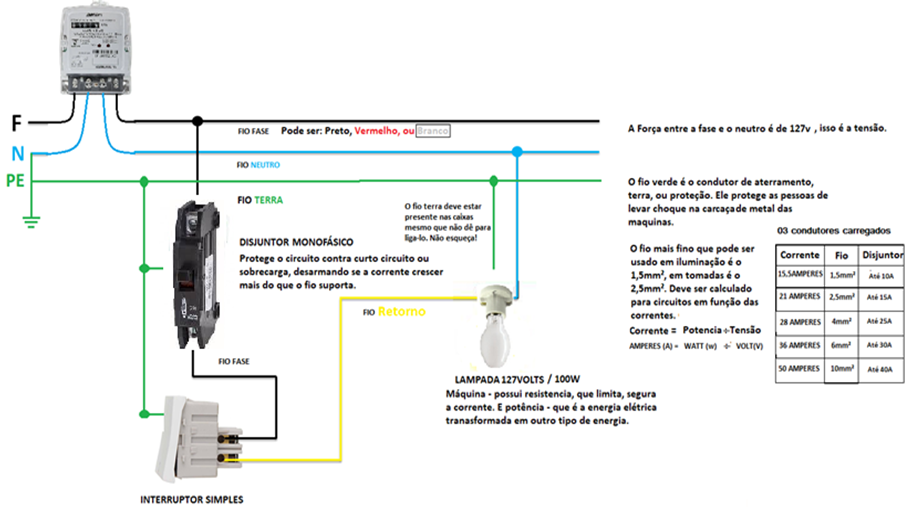 F
N
PE
FIO FASE Pode ser: Preto, Vermelho, ou Branco
FIO NEUTRO
FIO TERRA
O fio terra deve estar
presente nas caixas
mesmo que não dê para
liga-lo. Não esqueça!
DISJUNTOR MONOFÁSICO
Protege o circuito contra curto circuito ou
sobrecarga, desarmando se a corrente crescer
mais do que o fio suporta.
FIO Retorno
FIO FASE
LAMPADA 127VOLTS / 100W
Máquina - possui resistencia, que limita, segura
a corrente. E potência - que é a energia elétrica
transaformada em outro tipo de energia.
INTERRUPTOR SIMPLES
A Força entre a fase e o neutro é de 127v , isso é a tensão.
O fio verde é o condutor de aterramento,
terra, ou proteção. Ele protege as pessoas de
levar choque na carcaça de metal das
maquinas.
O fio mais fino que pode ser
usado em iluminação é o
1,5mm², em tomadas é o
2,5mm². Deve ser calculado
para circuitos em função das
correntes.
Corrente = Potencia ÷ Tensão
AMPERES (A) = WATT (w) ÷ VOLT(V)
03 condutores carregados
Corrente Fio Disjuntor
15,5AMPERES 1,5mm² Até 10A
21 AMPERES 2,5mm² Até 15A
28 AMPERES 4mm² Até 25A
36 AMPERES 6mm² Até 30A
50 AMPERES 10mm² Até 40A